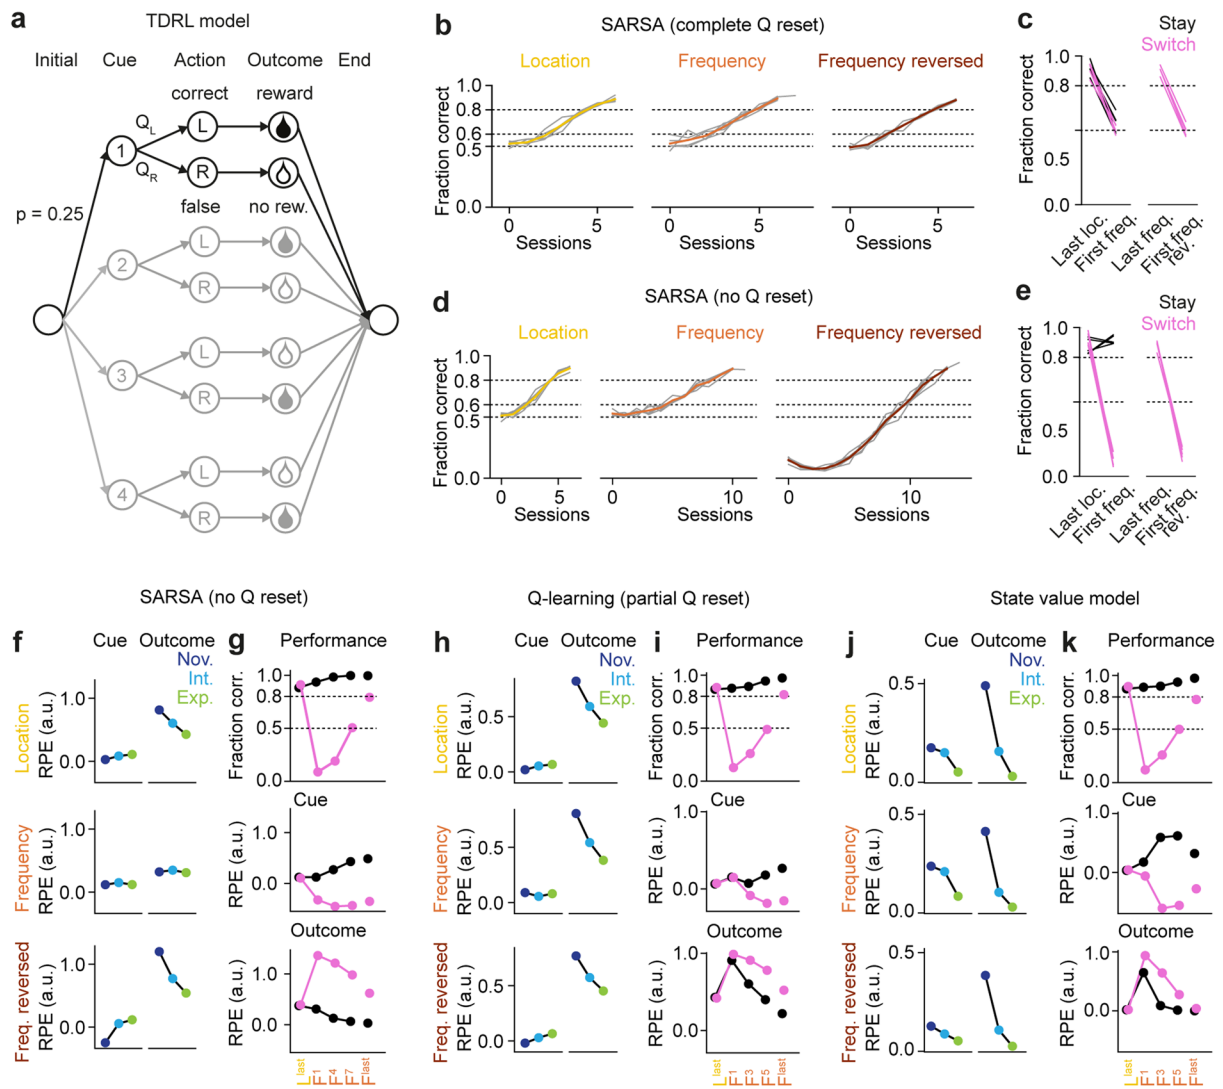 a
TDRL model
Initial
Cue
Action
Outcome
End
correct
reward
Q_L
L
1
Q_R
R
p = 0.25
false
no rew.
L
2
R
L
3
R
L
4
R
b
SARSA (complete Q reset)
Location
Frequency
Frequency reversed
Fraction correct
1.0
0.8
0.6
0.5
0.0
0
5
0
5
0
5
Sessions
Sessions
Sessions
c
Stay
Switch
Fraction correct
1.0
0.8
0.5
0.0
Last loc.
First freq.
Last freq.
First freq.
rev.
d
SARSA (no Q reset)
Location
Frequency
Frequency reversed
Fraction correct
1.0
0.8
0.6
0.5
0.0
0
5
0
10
0
10
Sessions
Sessions
Sessions
e
Stay
Switch
Fraction correct
1.0
0.8
0.5
0.0
Last loc.
First freq.
Last freq.
First freq.
rev.
SARSA (no Q reset)
f
Cue
Outcome
Nov.
Int.
Exp.
Location
RPE (a.u.)
1.0
0.0
Frequency
RPE (a.u.)
1.0
0.0
Freq. reversed
RPE (a.u.)
1.0
0.0
g
Performance
Fraction corr.
1.0
0.8
0.5
0.0
Cue
RPE (a.u.)
1.0
0.0
Outcome
RPE (a.u.)
1.0
0.0
L last
F1
F4
F7
F last
Q-learning (partial Q reset)
h
Cue
Outcome
Nov.
Int.
Exp.
Location
RPE (a.u.)
0.5
0.0
Frequency
RPE (a.u.)
0.5
0.0
Freq. reversed
RPE (a.u.)
0.5
0.0
i
Performance
Fraction corr.
1.0
0.8
0.5
0.0
Cue
RPE (a.u.)
1.0
0.0
Outcome
RPE (a.u.)
1.0
0.0
L last
F1
F3
F5
F last
State value model
j
Cue
Outcome
Nov.
Int.
Exp.
Location
RPE (a.u.)
0.5
0.0
Frequency
RPE (a.u.)
0.5
0.0
Freq. reversed
RPE (a.u.)
0.5
0.0
k
Performance
Fraction corr.
1.0
0.8
0.5
0.0
Cue
RPE (a.u.)
1.0
0.0
Outcome
RPE (a.u.)
1.0
0.0
L last
F1
F3
F5
F last